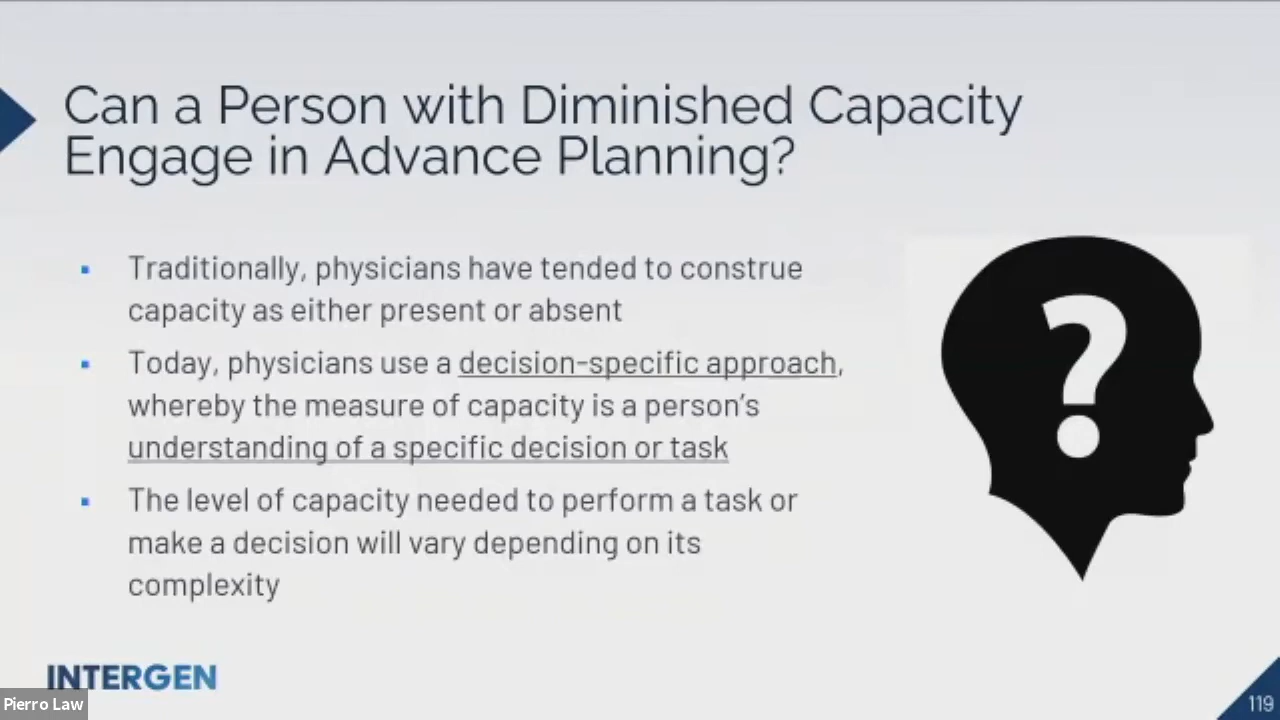 Can a Person with Diminished Capacity
Engage in Advance Planning?
Traditionally, physicians have tended to construe
capacity as either present or absent
Today, physicians use a decision-specific approach,
whereby the measure of capacity is a person's
understanding of a specific decision or task
The level of capacity needed to perform a task or
make a decision will vary depending on its
complexity
?
INTERGEN
Pierro Law
119